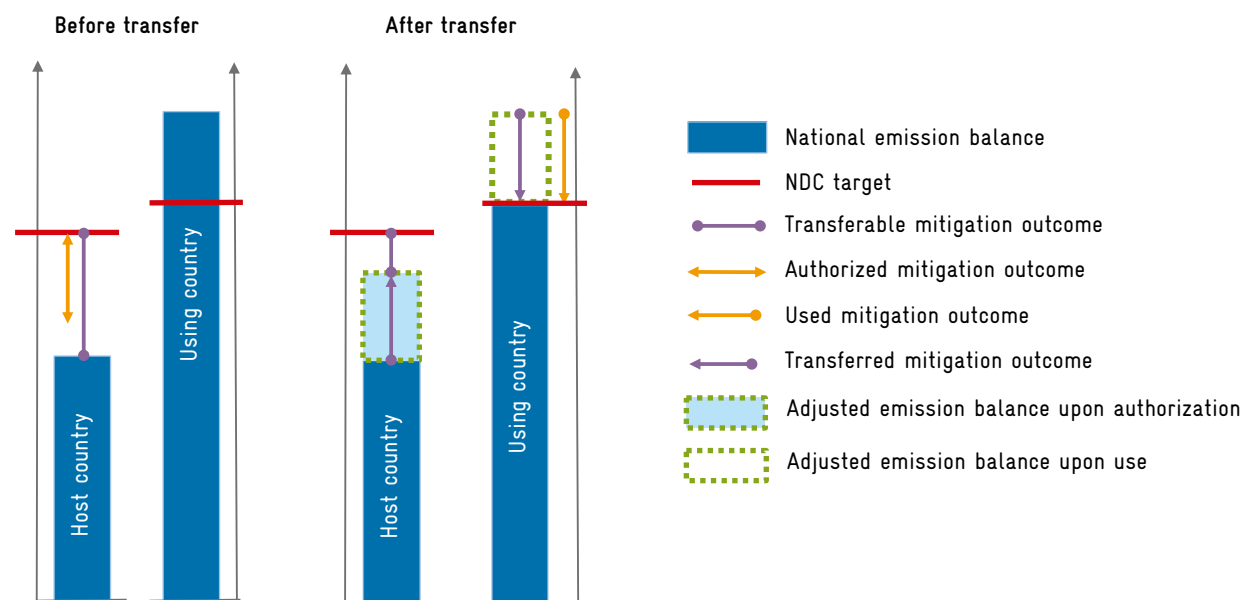 Before transfer
After transfer
Host country
Using country
Host country
Using country
National emission balance
NDC target
Transferable mitigation outcome
Authorized mitigation outcome
Used mitigation outcome
Transferred mitigation outcome
Adjusted emission balance upon authorization
Adjusted emission balance upon use